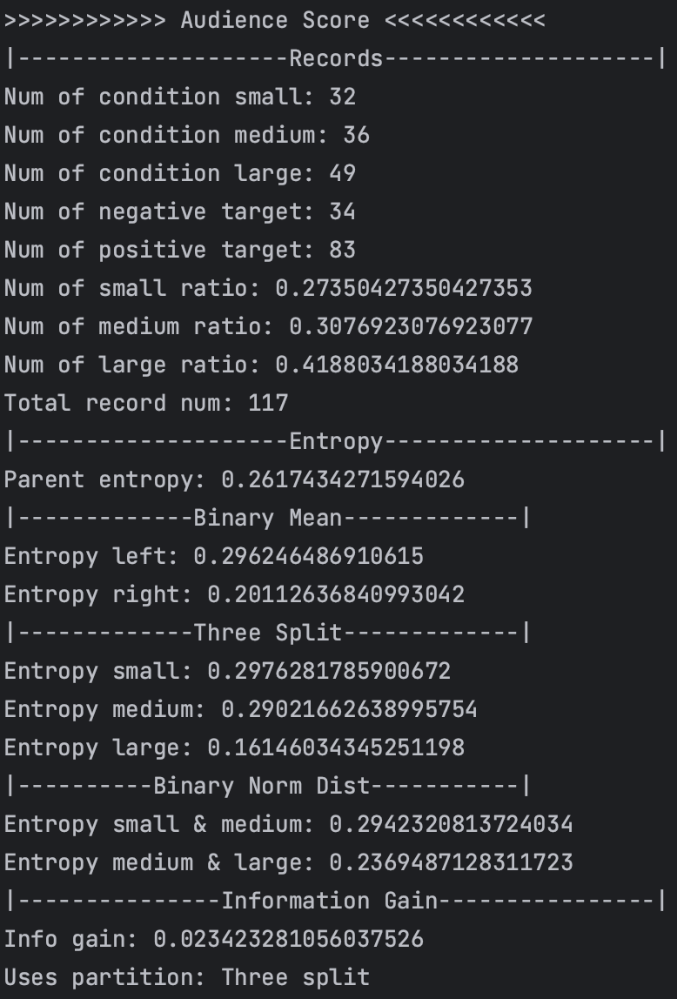 >>>>>>>>>>>> Audience Score <<<<<<<<<<<<
|--------------------Records--------------------|
Num of condition small: 32
Num of condition medium: 36
Num of condition large: 49
Num of negative target: 34
Num of positive target: 83
Num of small ratio: 0.27350427350427353
Num of medium ratio: 0.3076923076923077
Num of large ratio: 0.4188034188034188
Total record num: 117
|--------------------Entropy--------------------|
Parent entropy: 0.2617434271594026
|-------------Binary Mean-------------|
Entropy left: 0.296246486910615
Entropy right: 0.20112636840993042
|-------------Three Split-------------|
Entropy small: 0.2976281785900672
Entropy medium: 0.29021662638995754
Entropy large: 0.16146034345251198
|----------Binary Norm Dist-----------|
Entropy small & medium: 0.2942320813724034
Entropy medium & large: 0.2369487128311723
|---------------Information Gain----------------|
Info gain: 0.023423281056037526
Uses partition: Three split